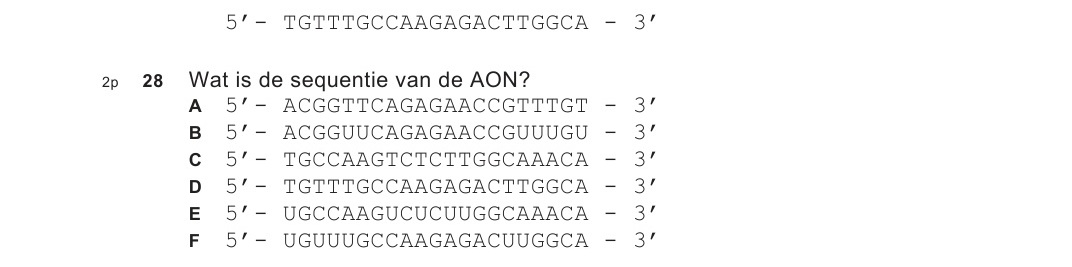 5’- TGTTTGCCAAGAGACTTGGCA - 3’
2p 28 Wat is de sequentie van de AON?
A 5’- ACGGTTCAGAGAACCGTTTGT - 3’
B 5’- ACGGUUCAGAGAACCGUUUGU - 3’
C 5’- TGCCAAGTCTCTTGGCAAACA - 3’
D 5’- TGTTTGCCAAGAGACTTGGCA - 3’
E 5’- UGCCAAGUCUCUUGGCAAACA - 3’
F 5’- UGUUUGCCAAGAGACUUGGCA - 3’